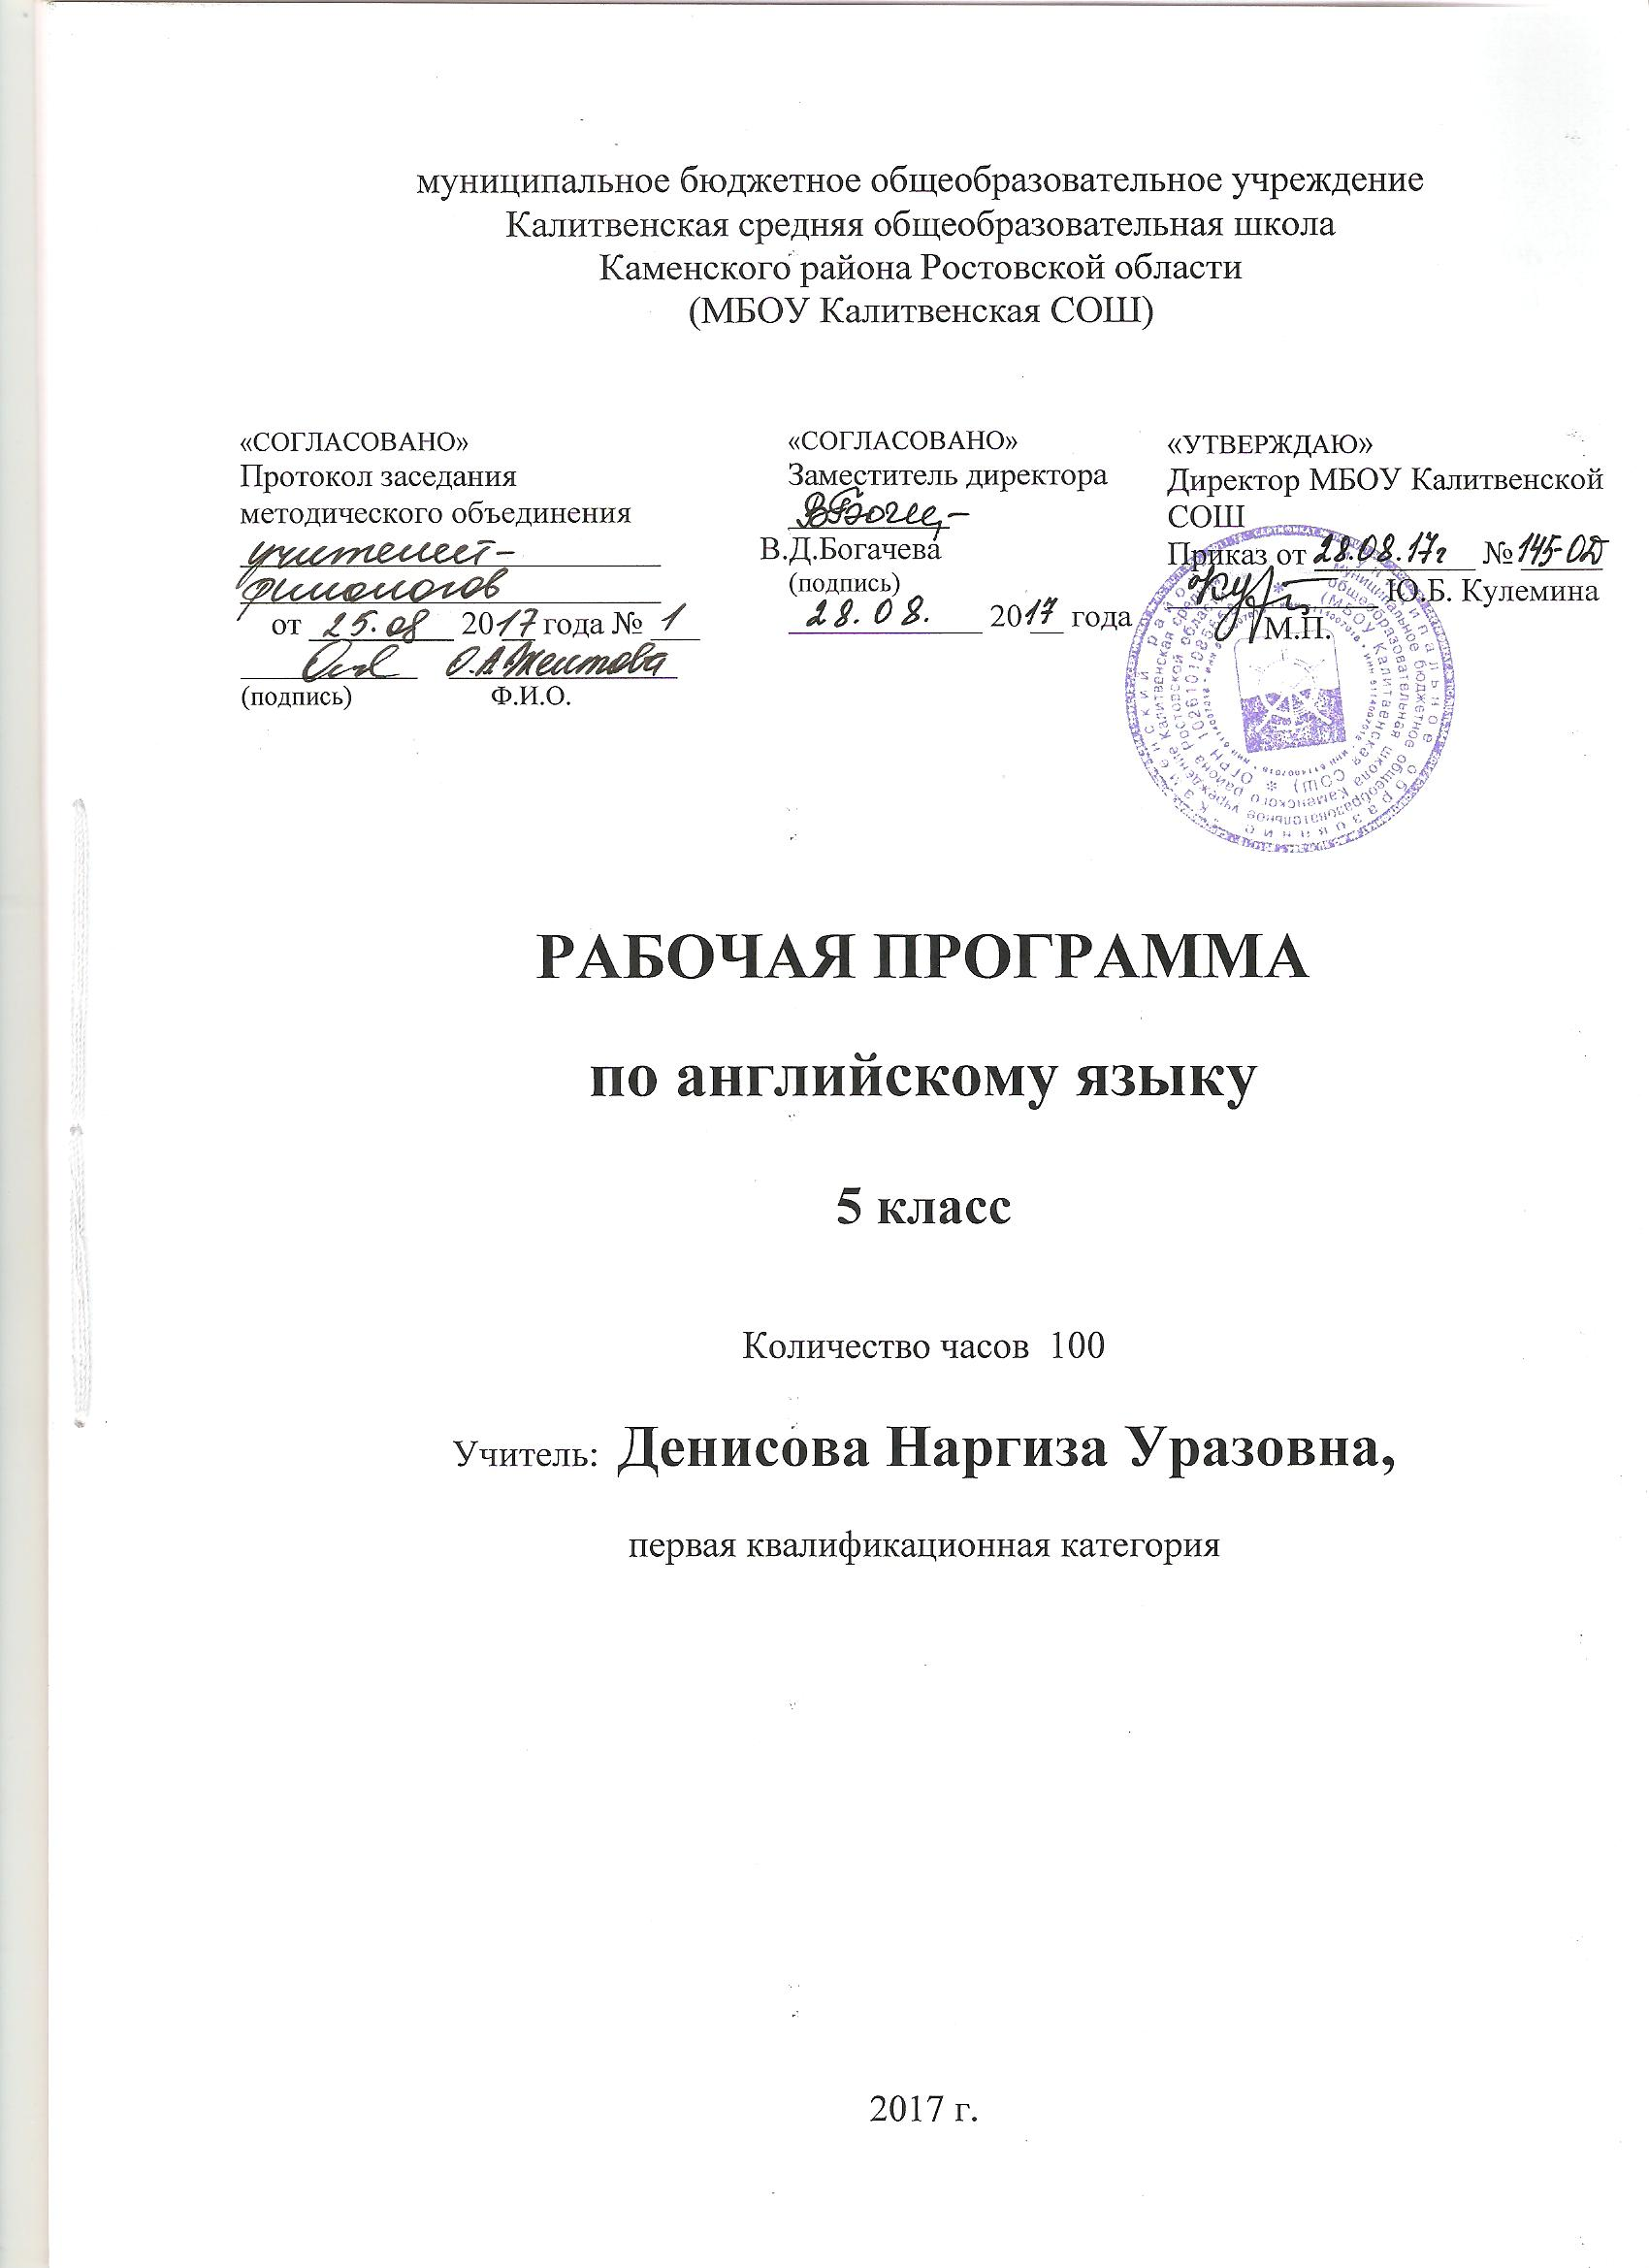 муниципальное бюджетное общеобразовательное учреждение
Калитвенская средняя общеобразовательная школа
Каменского района Ростовской области
(МБОУ Калитвенская СОШ)
«СОГЛАСОВАНО»
Протокол заседания
методического объединения
учителей-
филологов
от 25.08 2017 года № 1
О.А.
(подпись) Ф.И.О.
«СОГЛАСОВАНО»
Заместитель директора
В.Д.Богачева
(подпись)
28.08. 2017 года
«УТВЕРЖДАЮ»
Директор МБОУ Калитвенской
СОШ
Приказ от 28.08.17г № 145-ОД
Ю.Б. Кулемина
М.П.
РАБОЧАЯ ПРОГРАММА
по английскому языку
5 класс
Количество часов 100
Учитель: Денисова Наргиза Уразовна,
первая квалификационная категория
2017 г.